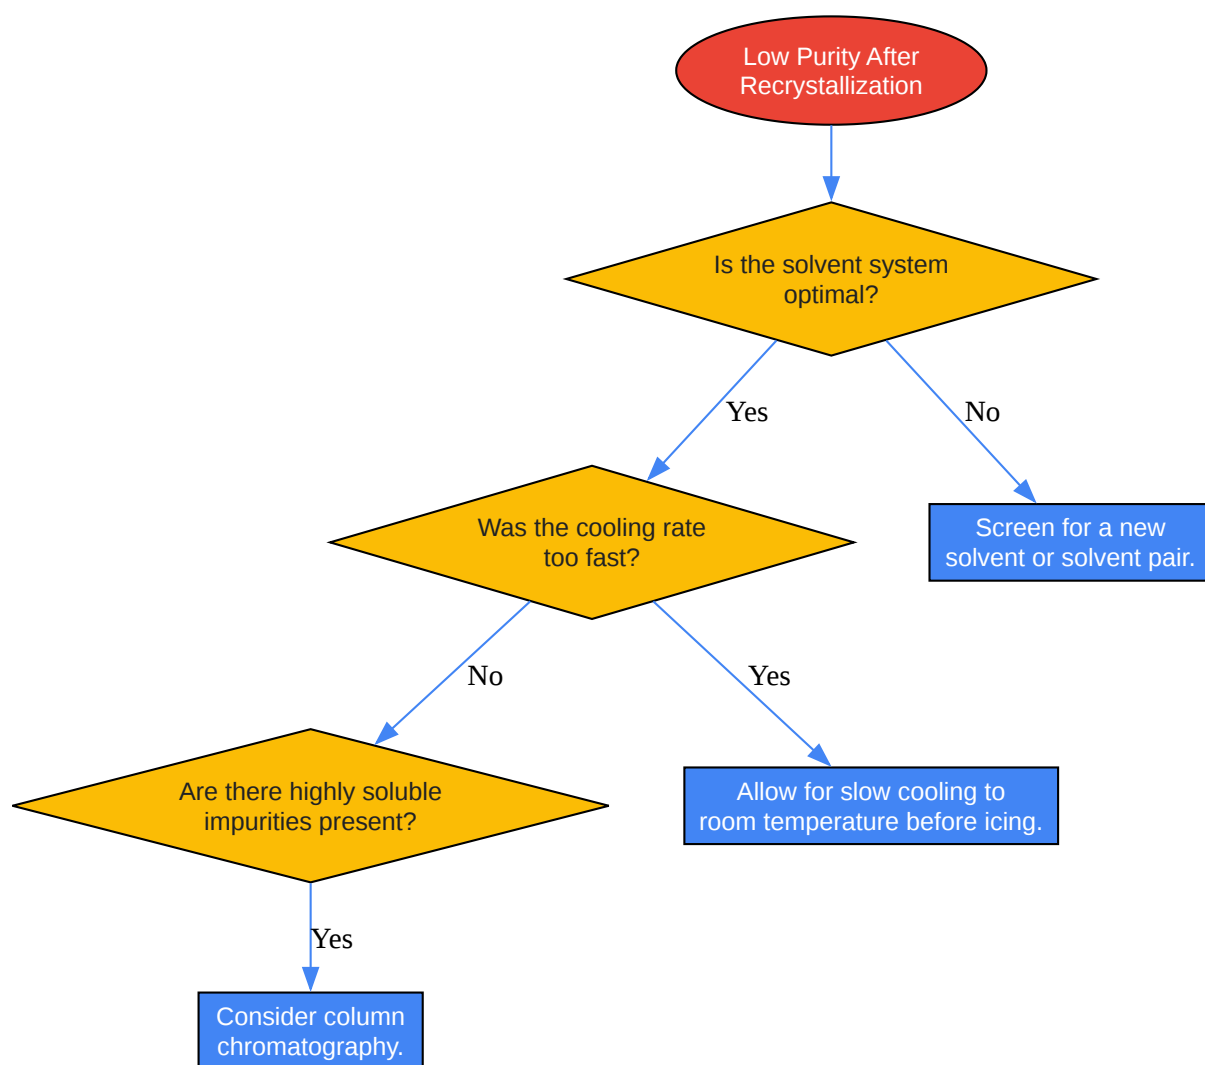 Low Purity After
Recrystallization
Is the solvent system
optimal?
Yes
No
Was the cooling rate
too fast?
Screen for a new
solvent or solvent pair.
No
Yes
Are there highly soluble
impurities present?
Allow for slow cooling to
room temperature before icing.
Yes
Consider column
chromatography.